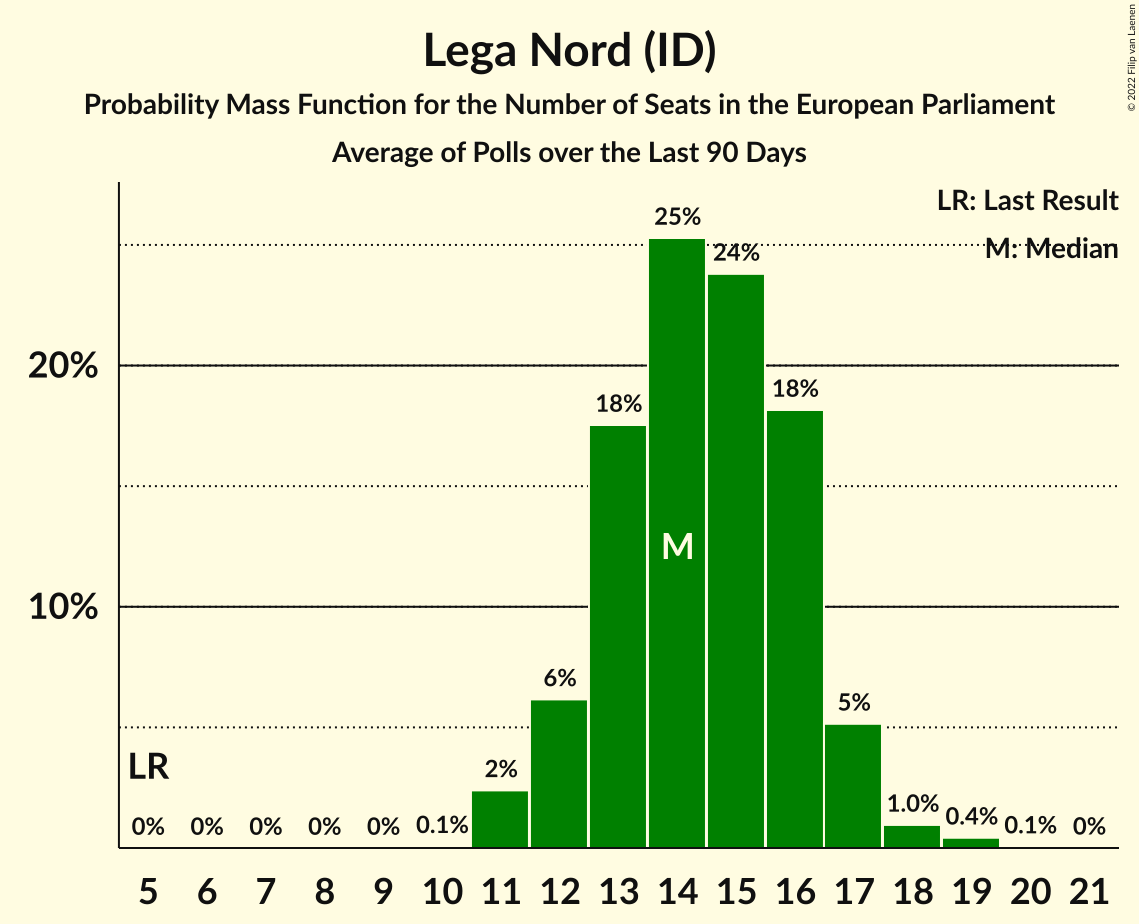 Lega Nord (ID)
Probability Mass Function for the Number of Seats in the European Parliament
Average of Polls over the Last 90 Days
© 2022 Filip van Laenen
LR: Last Result
M: Median
25%
24%
20%
18%
18%
M
10%
6%
5%
LR
2%
1.0%
0.4%
0% 0% 0% 0% 0% 0.1% 0.1% 0%
5 6 7 8 9 10 11 12 13 14 15 16 17 18 19 20 21